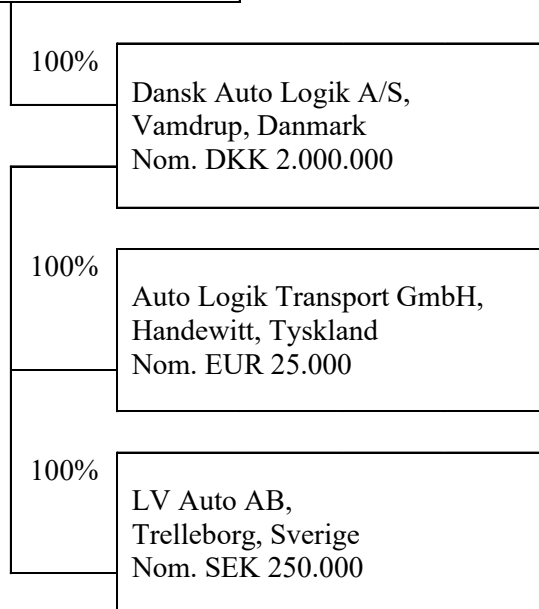 100%
Dansk Auto Logik A/S,
Vamdrup, Danmark
Nom. DKK 2.000.000
100%
Auto Logik Transport GmbH,
Handewitt, Tyskland
Nom. EUR 25.000
100%
LV Auto AB,
Trelleborg, Sverige
Nom. SEK 250.000